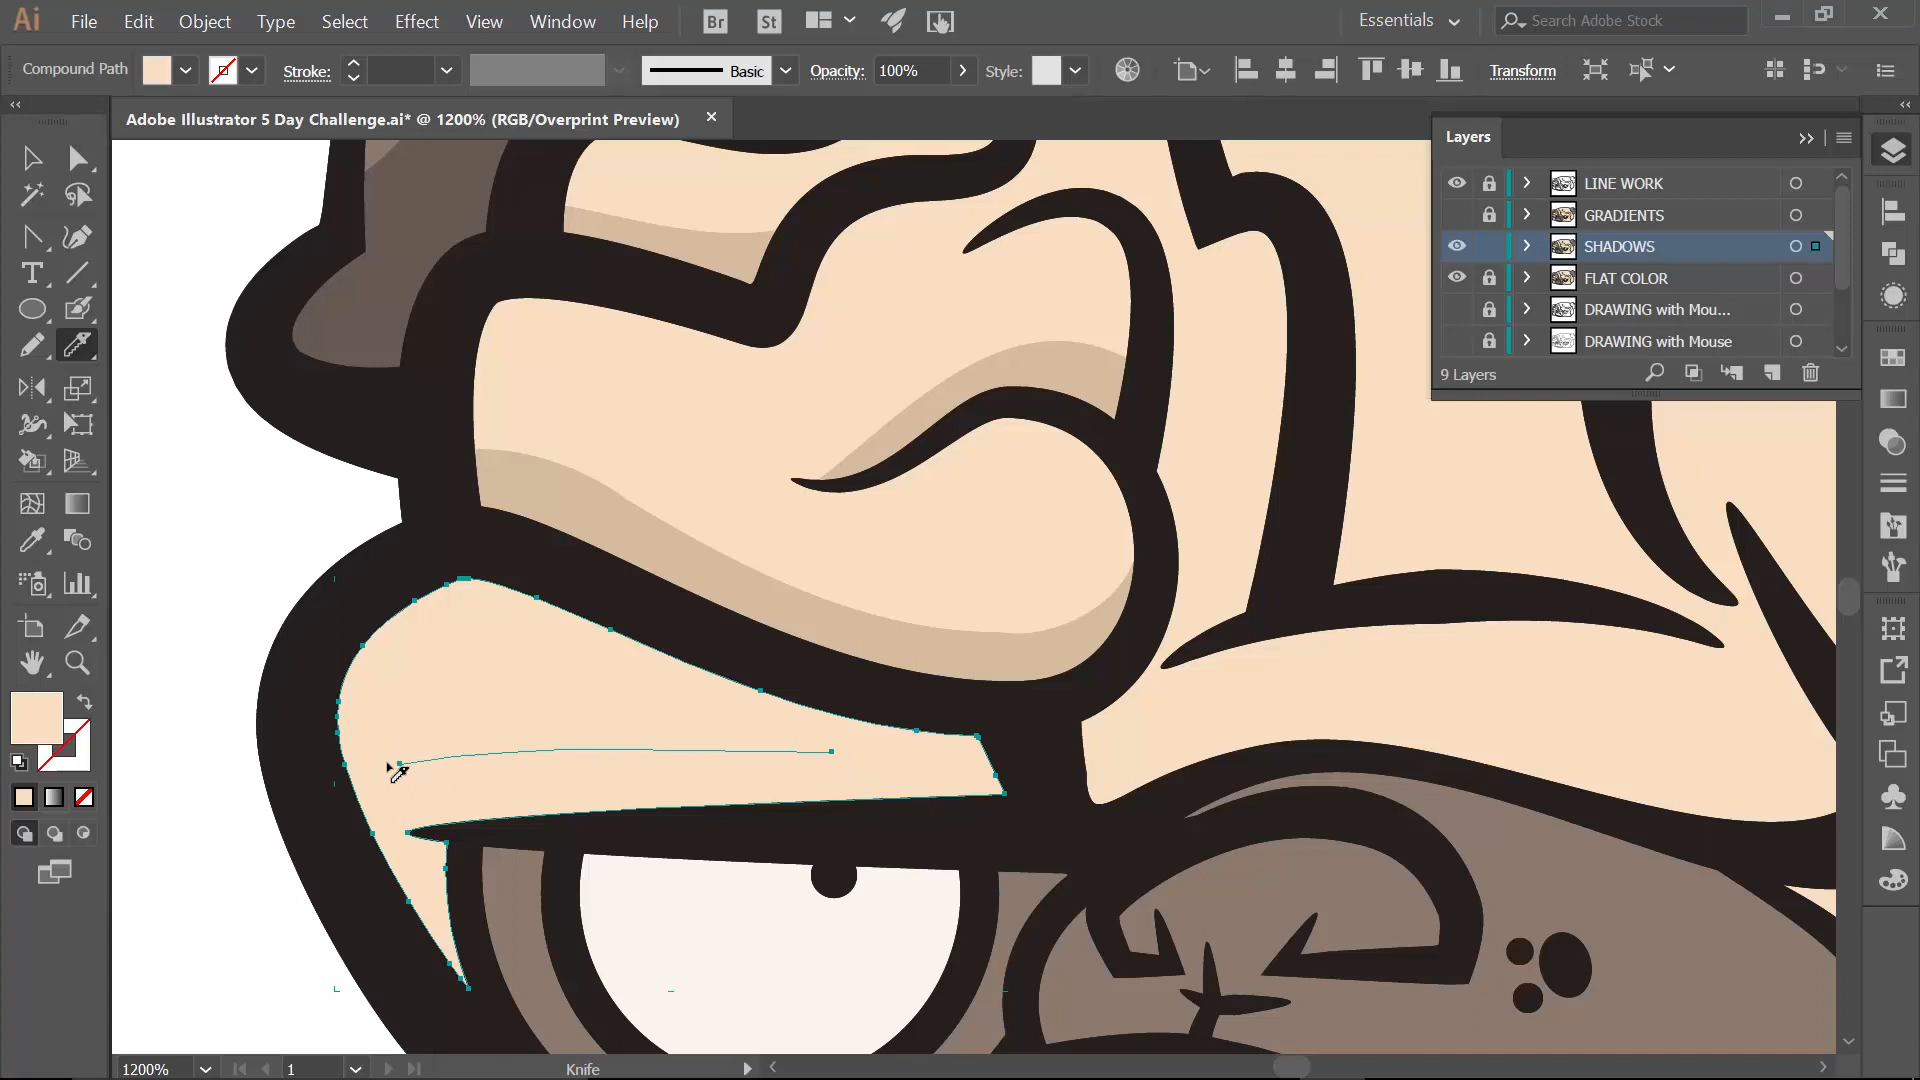 Ai File Edit Object Type Select Effect View Window Help Br St Essentials Search Adobe Stock
Compound Path Stroke: Basic Opacity: 100% Style: Transform
Adobe Illustrator 5 Day Challenge.ai* @ 1200% (RGB/Overprint Preview)
Layers
LINE WORK
GRADIENTS
SHADOWS
FLAT COLOR
DRAWING with Mou...
DRAWING with Mouse
9 Layers
1200% 1 Knife